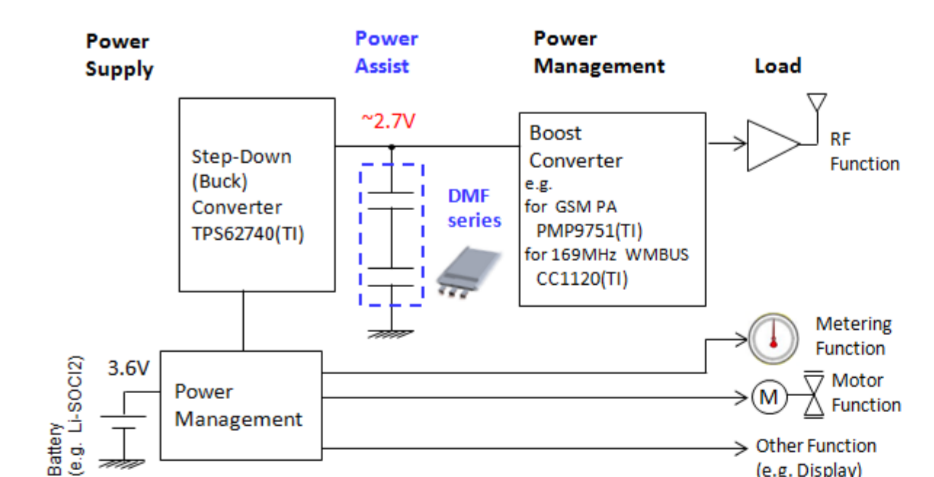 Power
Supply
Power
Assist
Power
Management
Load
Step-Down
(Buck)
Converter
TPS62740(TI)
~2.7V
DMF
series
Boost
Converter
e.g.
for GSM PA
PMP9751(TI)
for 169MHz WMBUS
CC1120(TI)
RF
Function
Battery
(e.g. Li-SOCI2)
3.6V
Power
Management
Metering
Function
M
Motor
Function
Other Function
(e.g. Display)